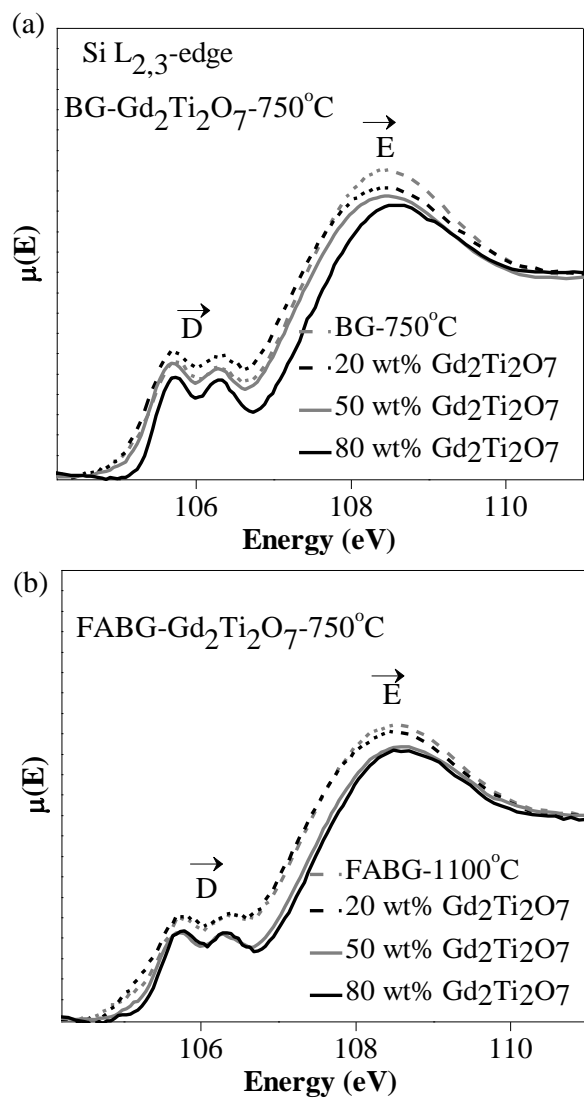 (a)
Si L2,3-edge
BG-Gd2Ti2O7-750°C
E
D
BG-750°C
20 wt% Gd2Ti2O7
50 wt% Gd2Ti2O7
80 wt% Gd2Ti2O7
μ(E)
106 108 110
Energy (eV)
(b)
FABG-Gd2Ti2O7-750°C
E
D
FABG-1100°C
20 wt% Gd2Ti2O7
50 wt% Gd2Ti2O7
80 wt% Gd2Ti2O7
μ(E)
106 108 110
Energy (eV)